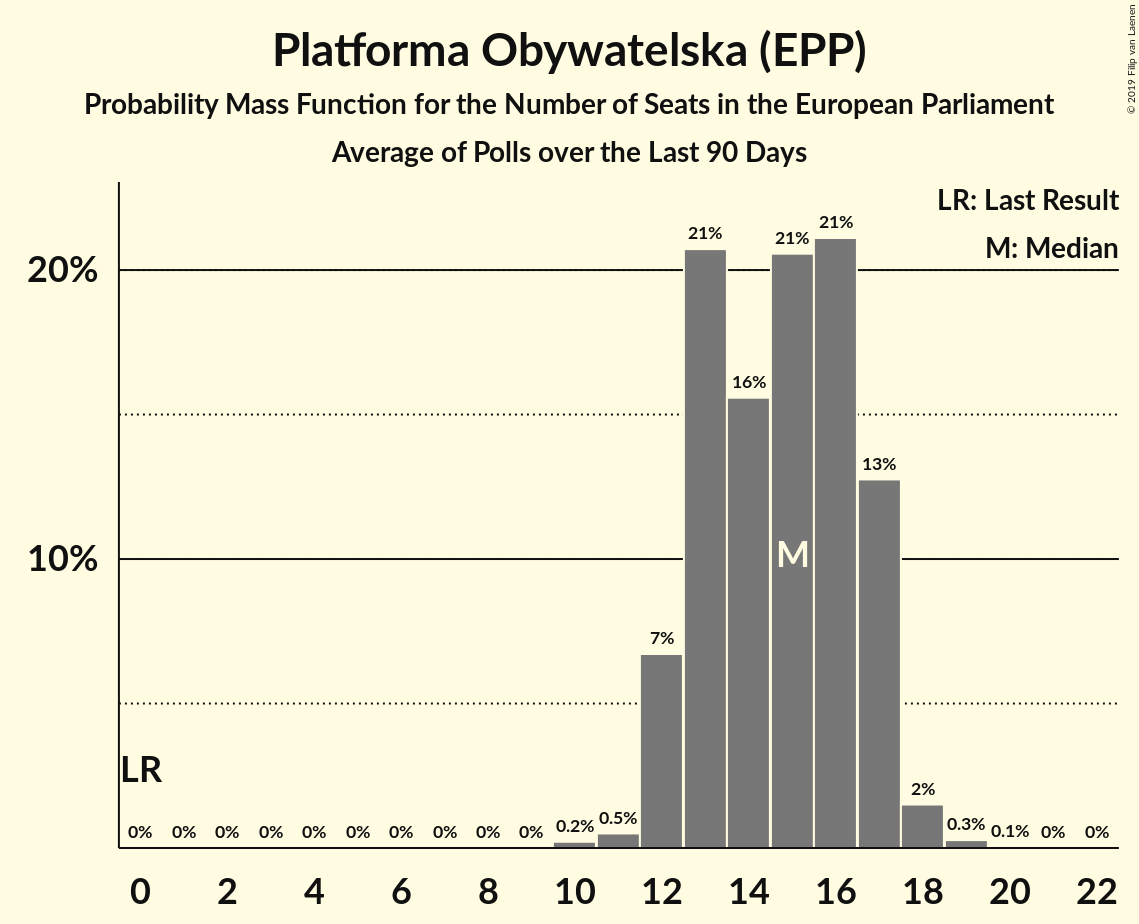 Platforma Obywatelska (EPP)
Probability Mass Function for the Number of Seats in the European Parliament
Average of Polls over the Last 90 Days
© 2019 Filip van Laenen
LR: Last Result
M: Median
20%
10%
LR
M
0% 0% 0% 0% 0% 0% 0% 0% 0% 0% 0.2% 0.5% 7% 21% 16% 21% 21% 13% 2% 0.3% 0.1% 0% 0%
0 2 4 6 8 10 12 14 16 18 20 22